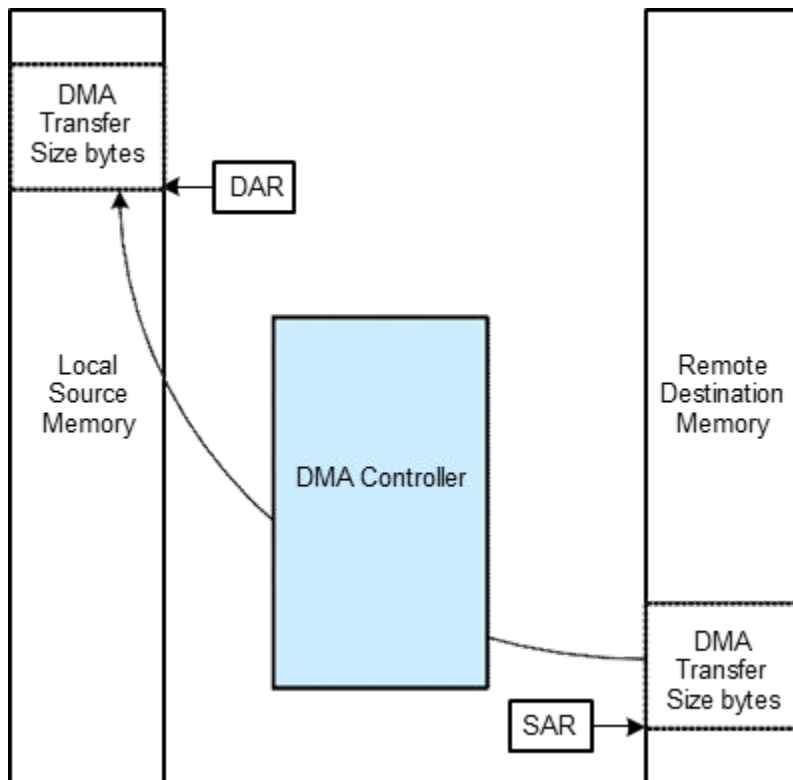 DMA
Transfer
Size bytes
DAR
Local
Source
Memory
DMA Controller
Remote
Destination
Memory
DMA
Transfer
Size bytes
SAR